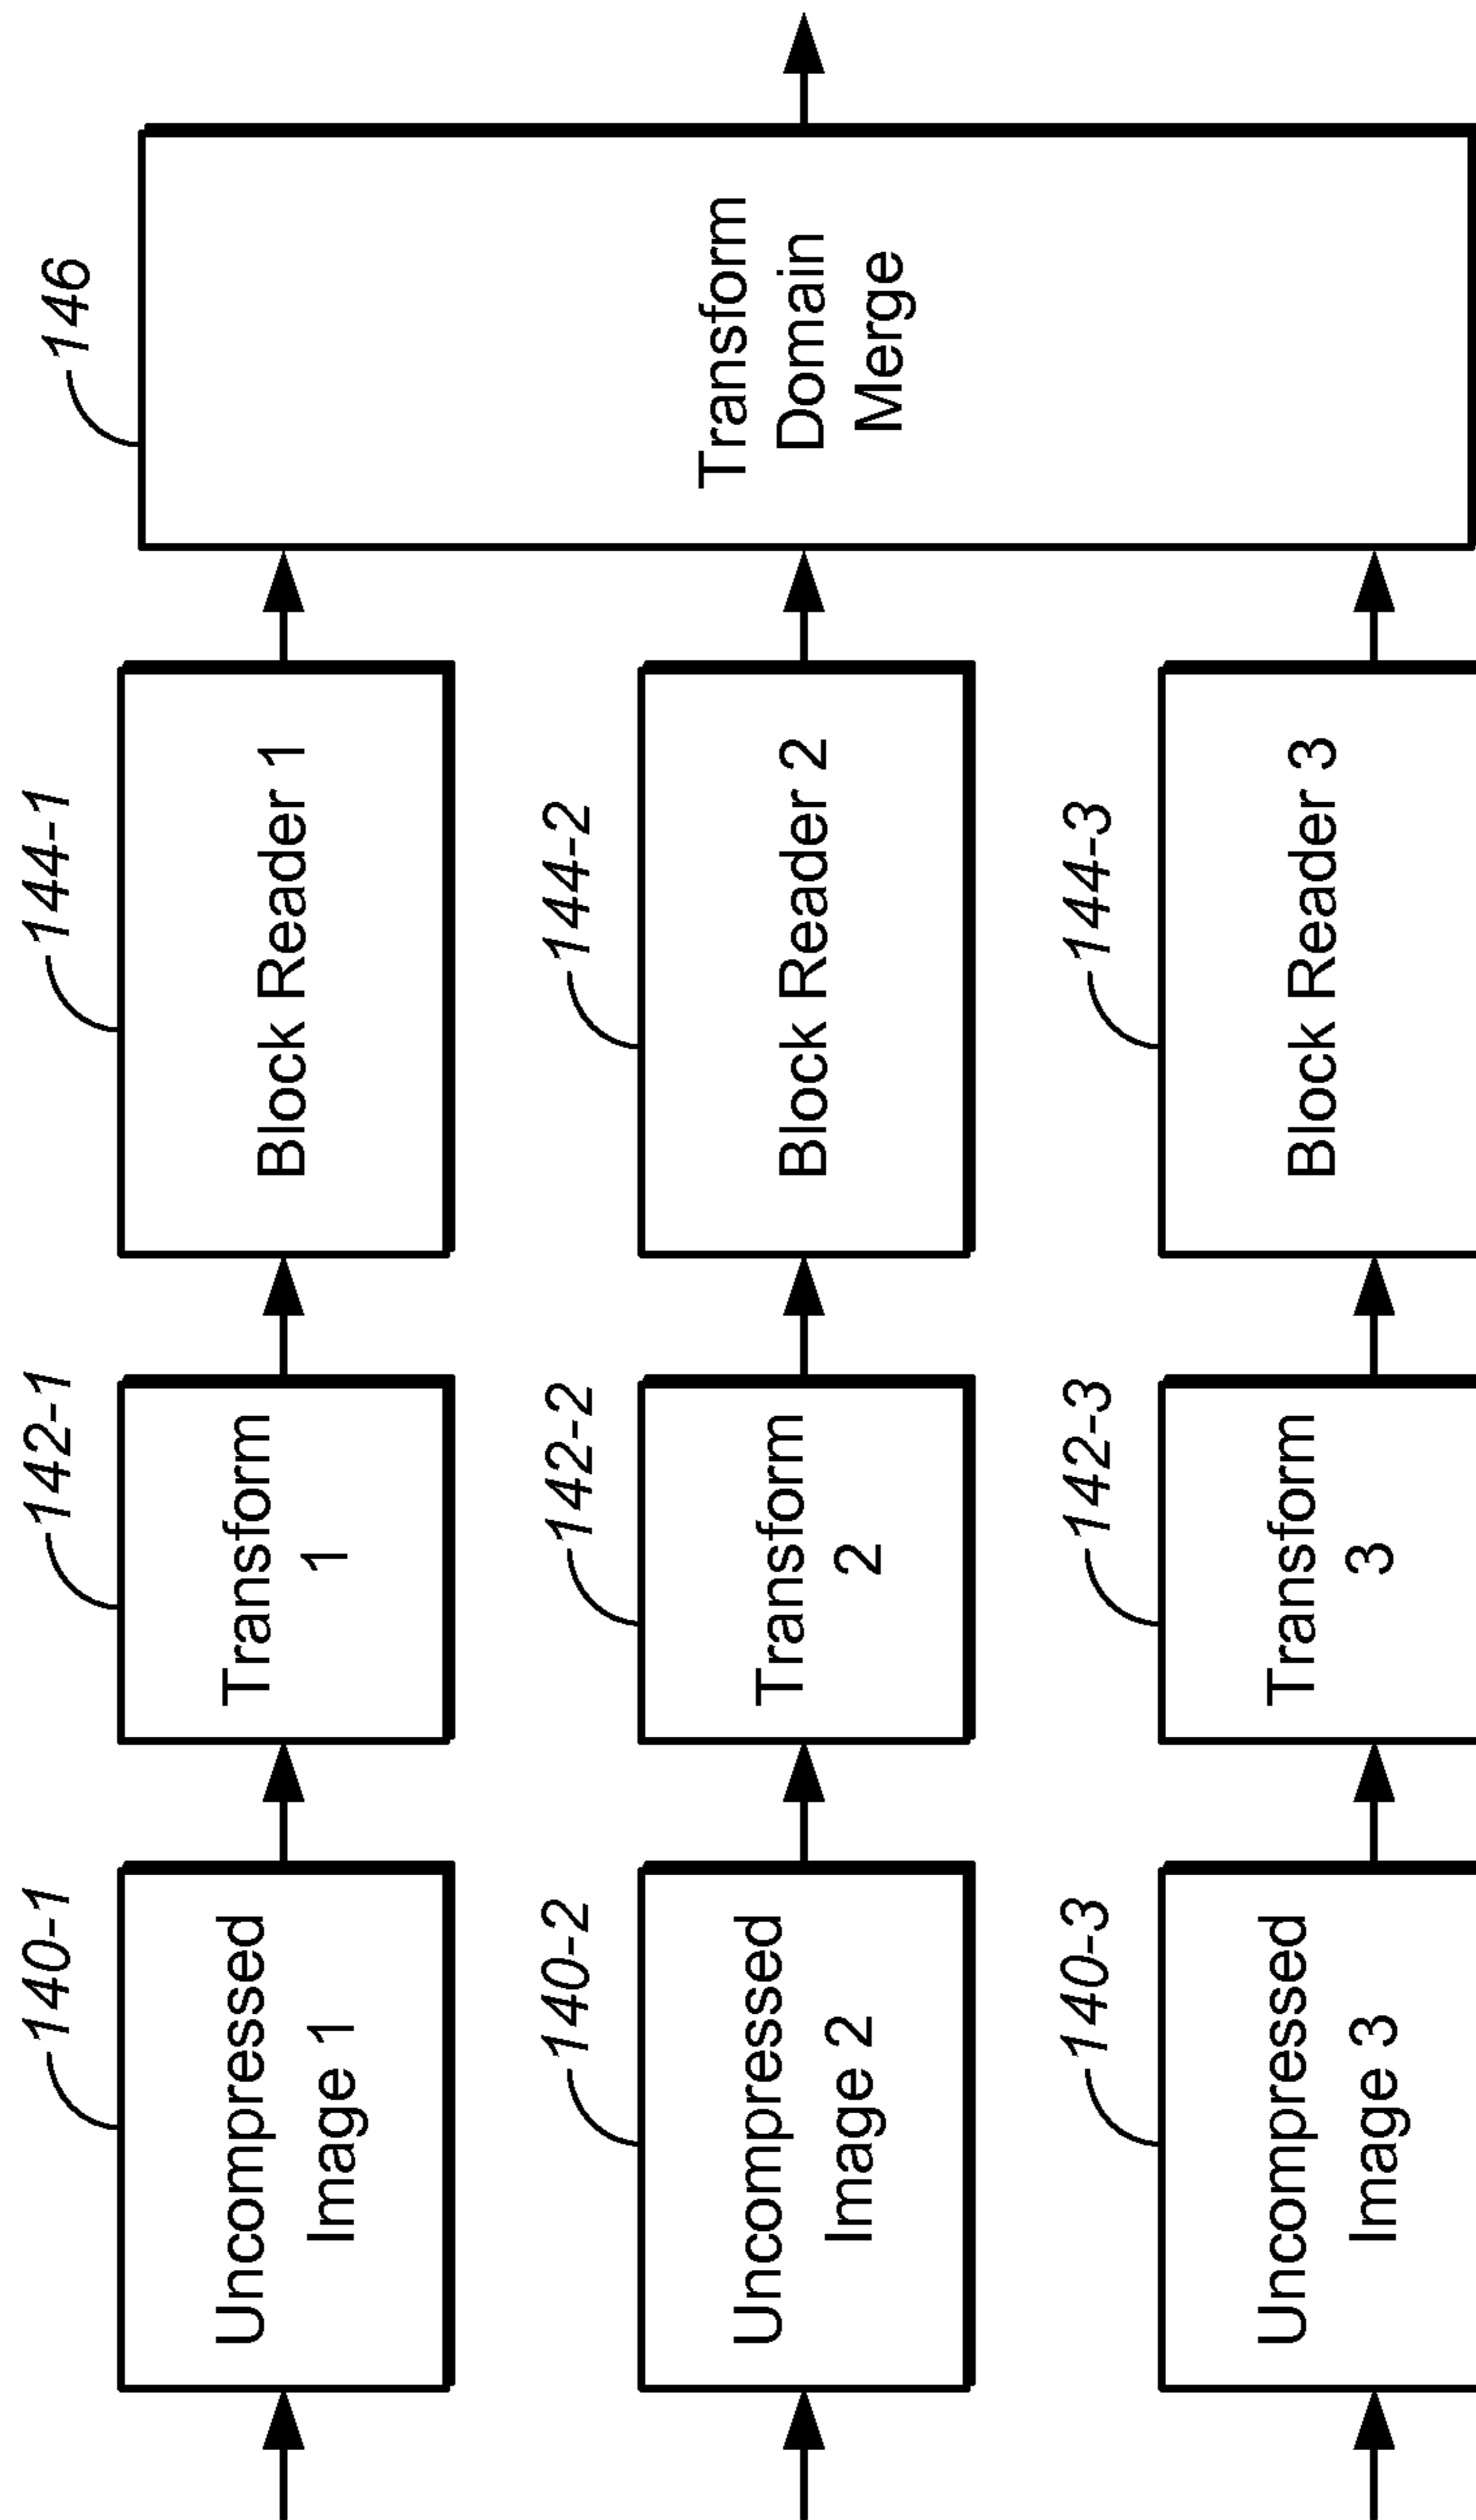 140-1
Uncompressed
Image 1
142-1
Transform
1
144-1
Block Reader 1
146
Transform
Domain
Merge
140-2
Uncompressed
Image 2
142-2
Transform
2
144-2
Block Reader 2
140-3
Uncompressed
Image 3
142-3
Transform
3
144-3
Block Reader 3